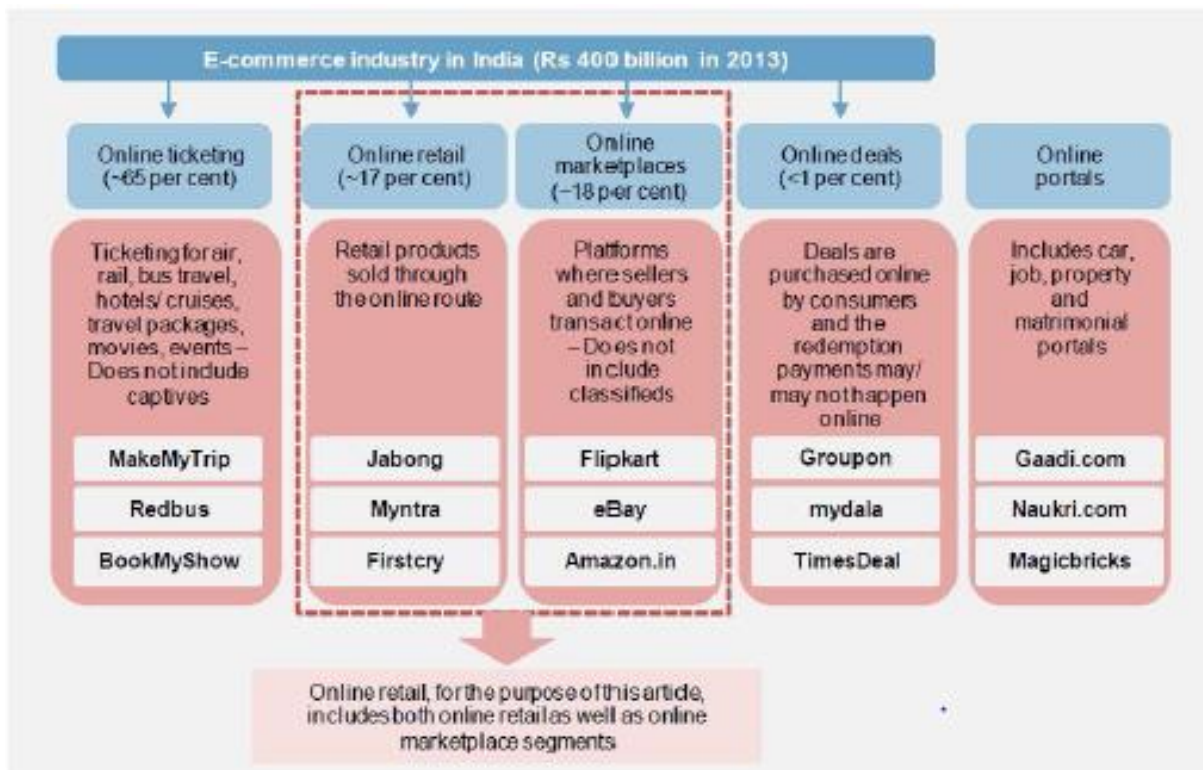 E-commerce industry in India (Rs 400 billion in 2013)
Online ticketing
(~65 per cent)
Online retail
(~17 per cent)
Online
marketplaces
(~18 per cent)
Online deals
(<1 per cent)
Online
portals
Ticketing for air,
rail, bus travel,
hotels/ cruises,
travel packages,
movies, events –
Does not include
captives
MakeMyTrip
Redbus
BookMyShow
Retail products
sold through
the online route
Jabong
Myntra
Firstcry
Platforms
where sellers
and buyers
transact online
– Does not
include
classifieds
Flipkart
eBay
Amazon.in
Deals are
purchased online
by consumers
and the
redemption
payments may/
may not happen
online
Groupon
mydala
TimesDeal
Includes car,
job, property
and
matrimonial
portals
Gaadi.com
Naukri.com
Magicbricks
Online retail, for the purpose of this article,
includes both online retail as well as online
marketplace segments